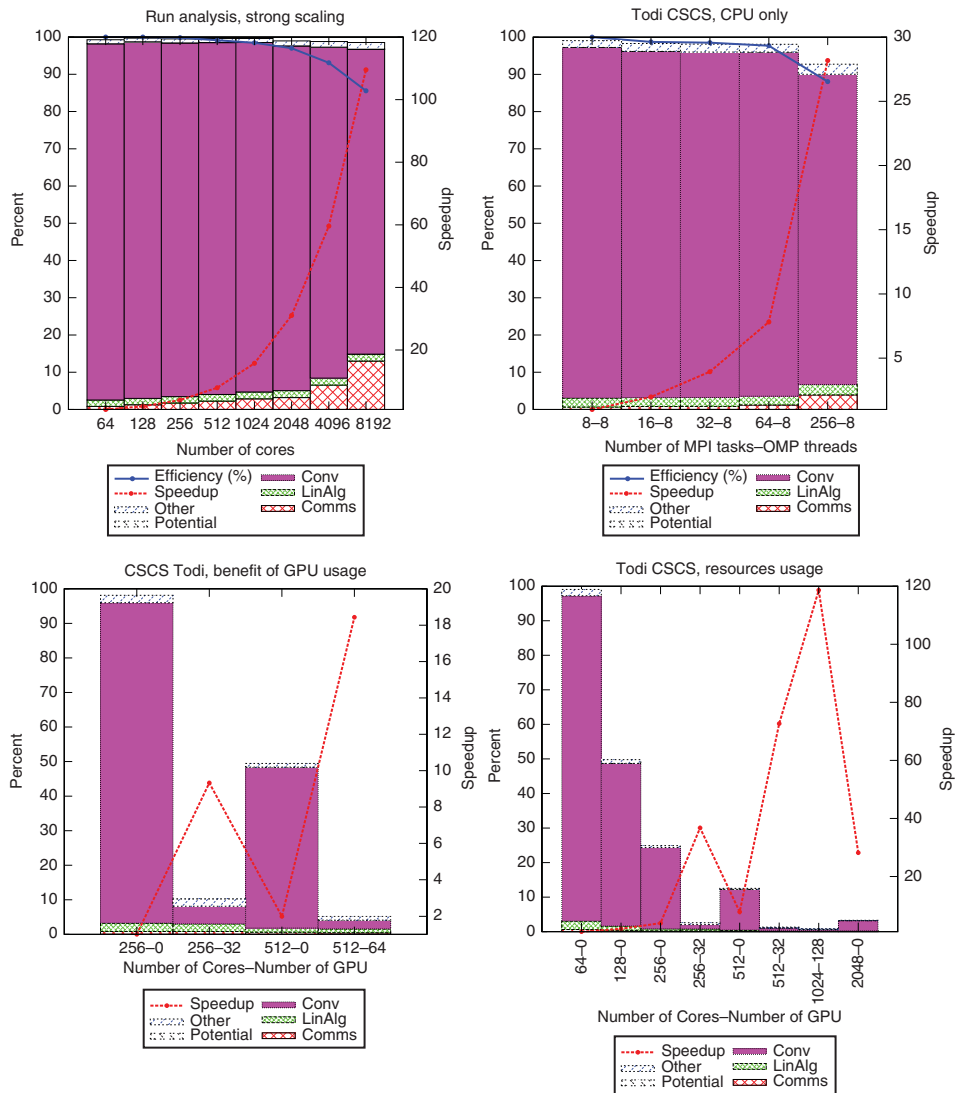 Run analysis, strong scaling
100
90
80
70
60
50
40
30
20
10
0
Percent
120
100
80
60
40
20
Speedup
64 128 256 512 1024 2048 4096 8192
Number of cores
Efficiency (%)
Speedup
Other
Potential
Conv
LinAlg
Comms
Todi CSCS, CPU only
100
90
80
70
60
50
40
30
20
10
0
Percent
30
25
20
15
10
5
Speedup
8–8 16–8 32–8 64–8 256–8
Number of MPI tasks–OMP threads
Efficiency (%)
Speedup
Other
Potential
Conv
LinAlg
Comms
CSCS Todi, benefit of GPU usage
100
90
80
70
60
50
40
30
20
10
0
Percent
20
18
16
14
12
10
8
6
4
2
Speedup
256–0 256–32 512–0 512–64
Number of Cores–Number of GPU
Speedup
Other
Potential
Conv
LinAlg
Comms
Todi CSCS, resources usage
100
90
80
70
60
50
40
30
20
10
0
Percent
120
100
80
60
40
20
Speedup
64–0
128–0
256–0
256–32
512–0
512–32
1024–128
2048–0
Number of Cores–Number of GPU
Speedup
Other
Potential
Conv
LinAlg
Comms